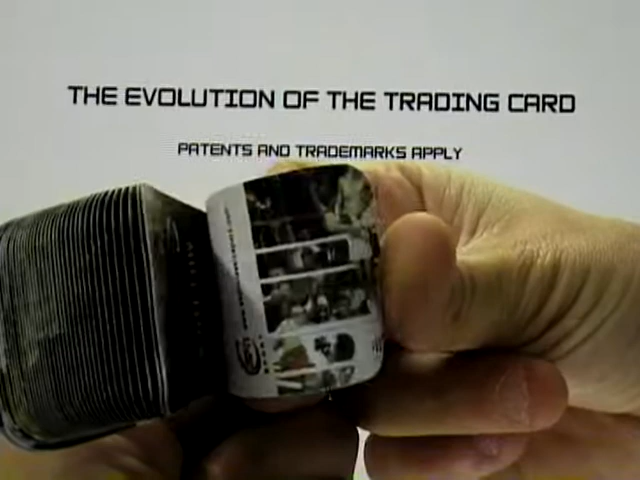 THE EVOLUTION OF THE TRADING CARD
PATENTS AND TRADEMARKS APPLY